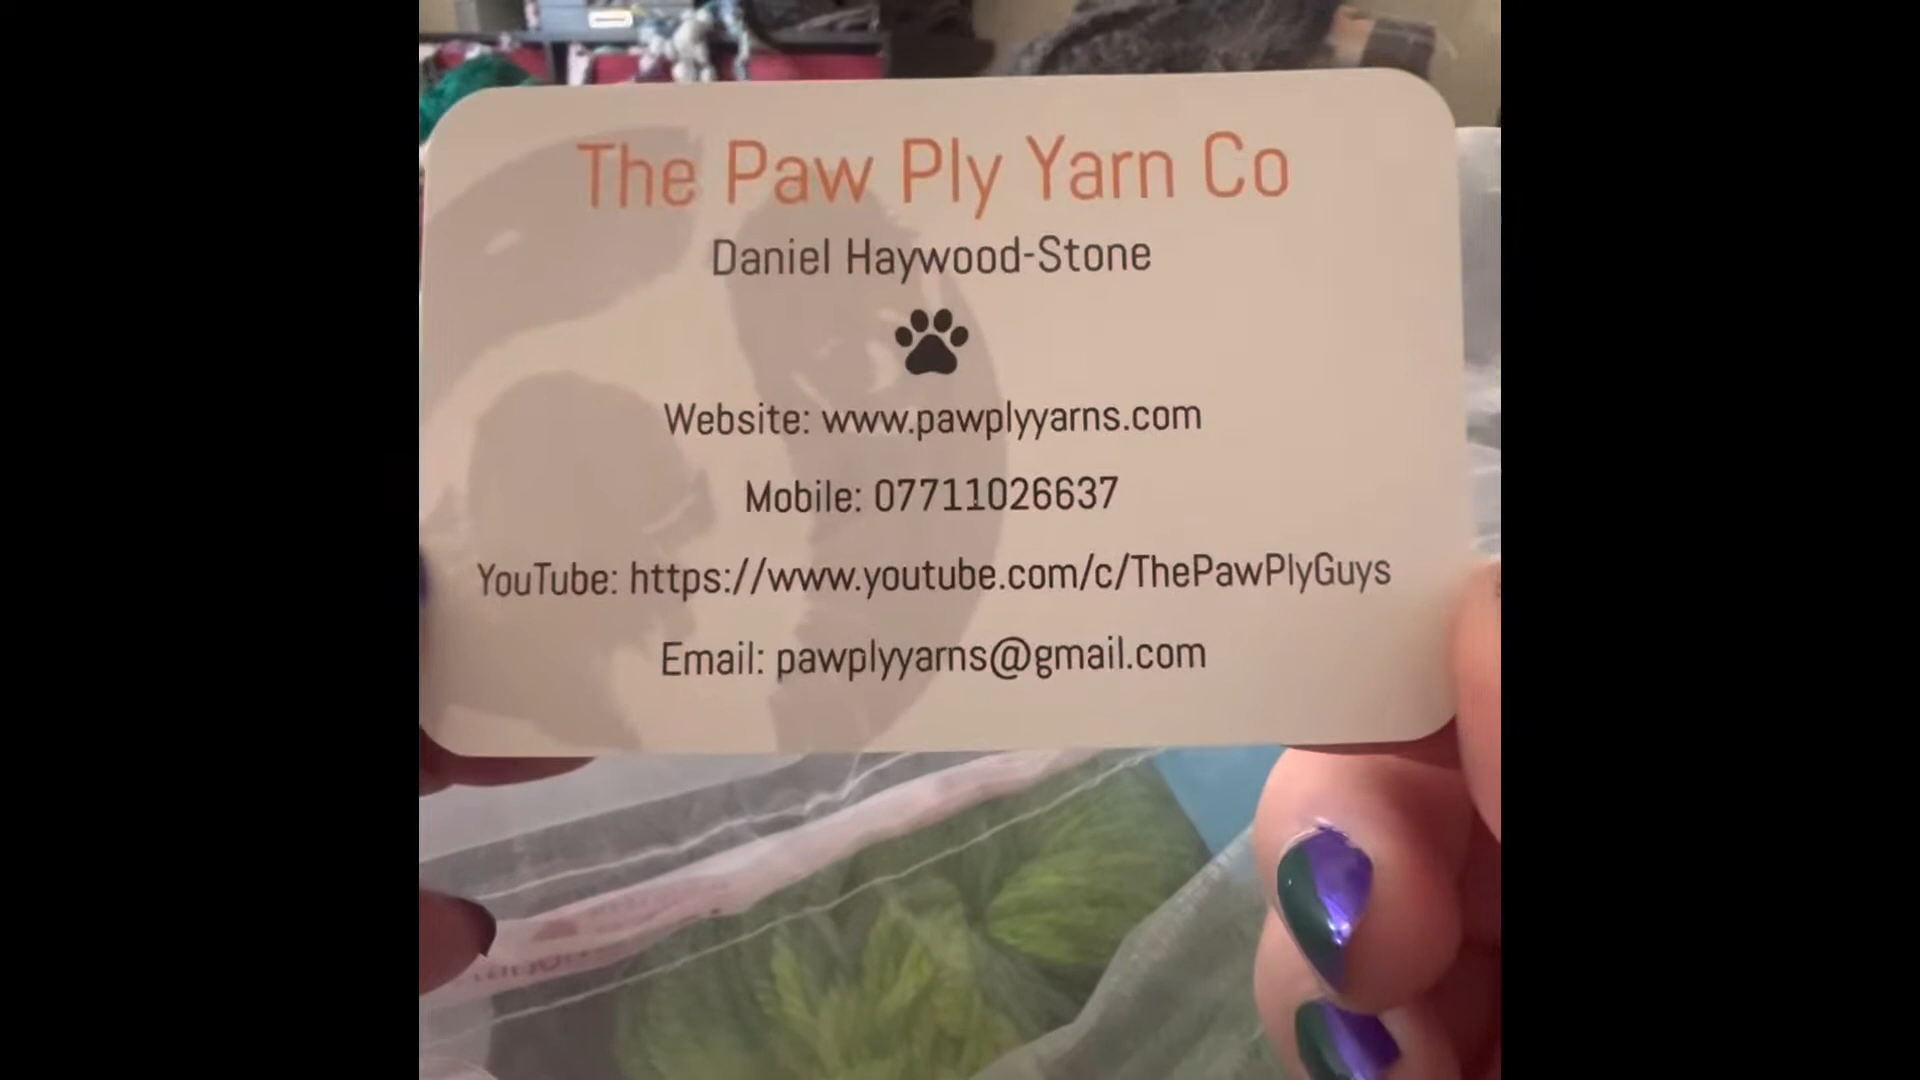 The Paw Ply Yarn Co
Daniel Haywood-Stone
Website: www.pawplyyarns.com
Mobile: 07711026637
YouTube: https://www.youtube.com/c/ThePawPlyGuys
Email: pawplyyarns@gmail.com